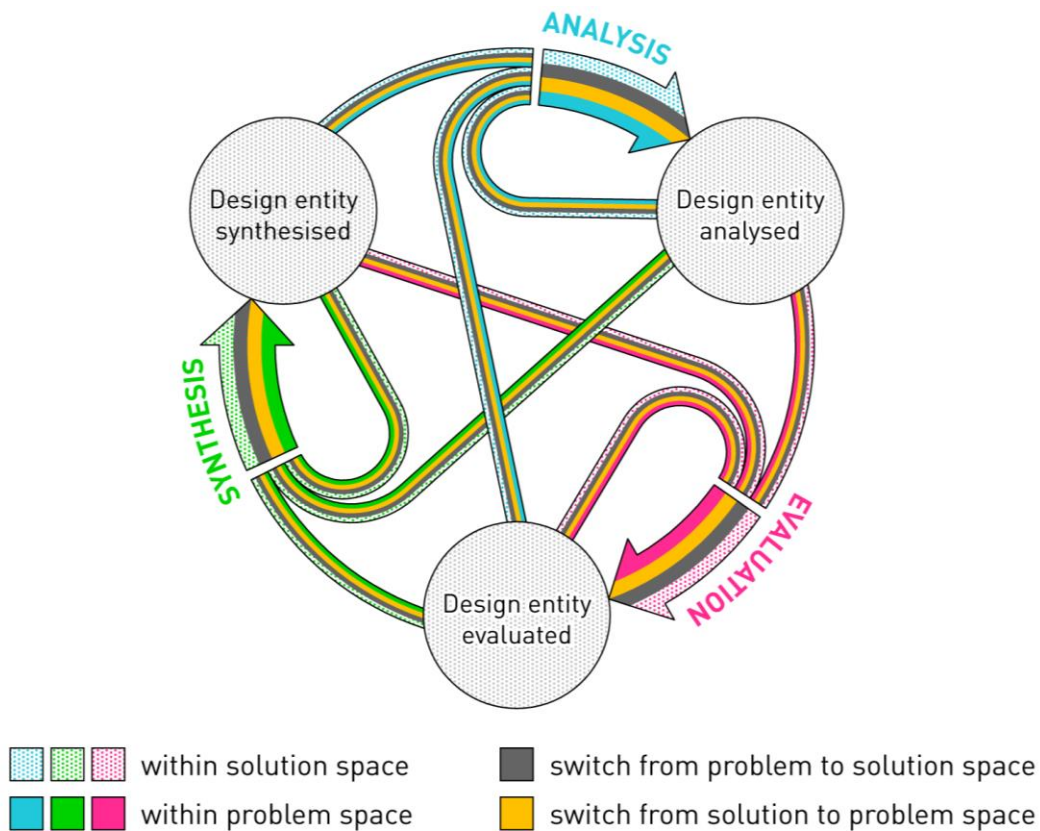 ANALYSIS
Design entity
synthesised
Design entity
analysed
SYNTHESIS
EVALUATION
Design entity
evaluated
within solution space
switch from problem to solution space
within problem space
switch from solution to problem space